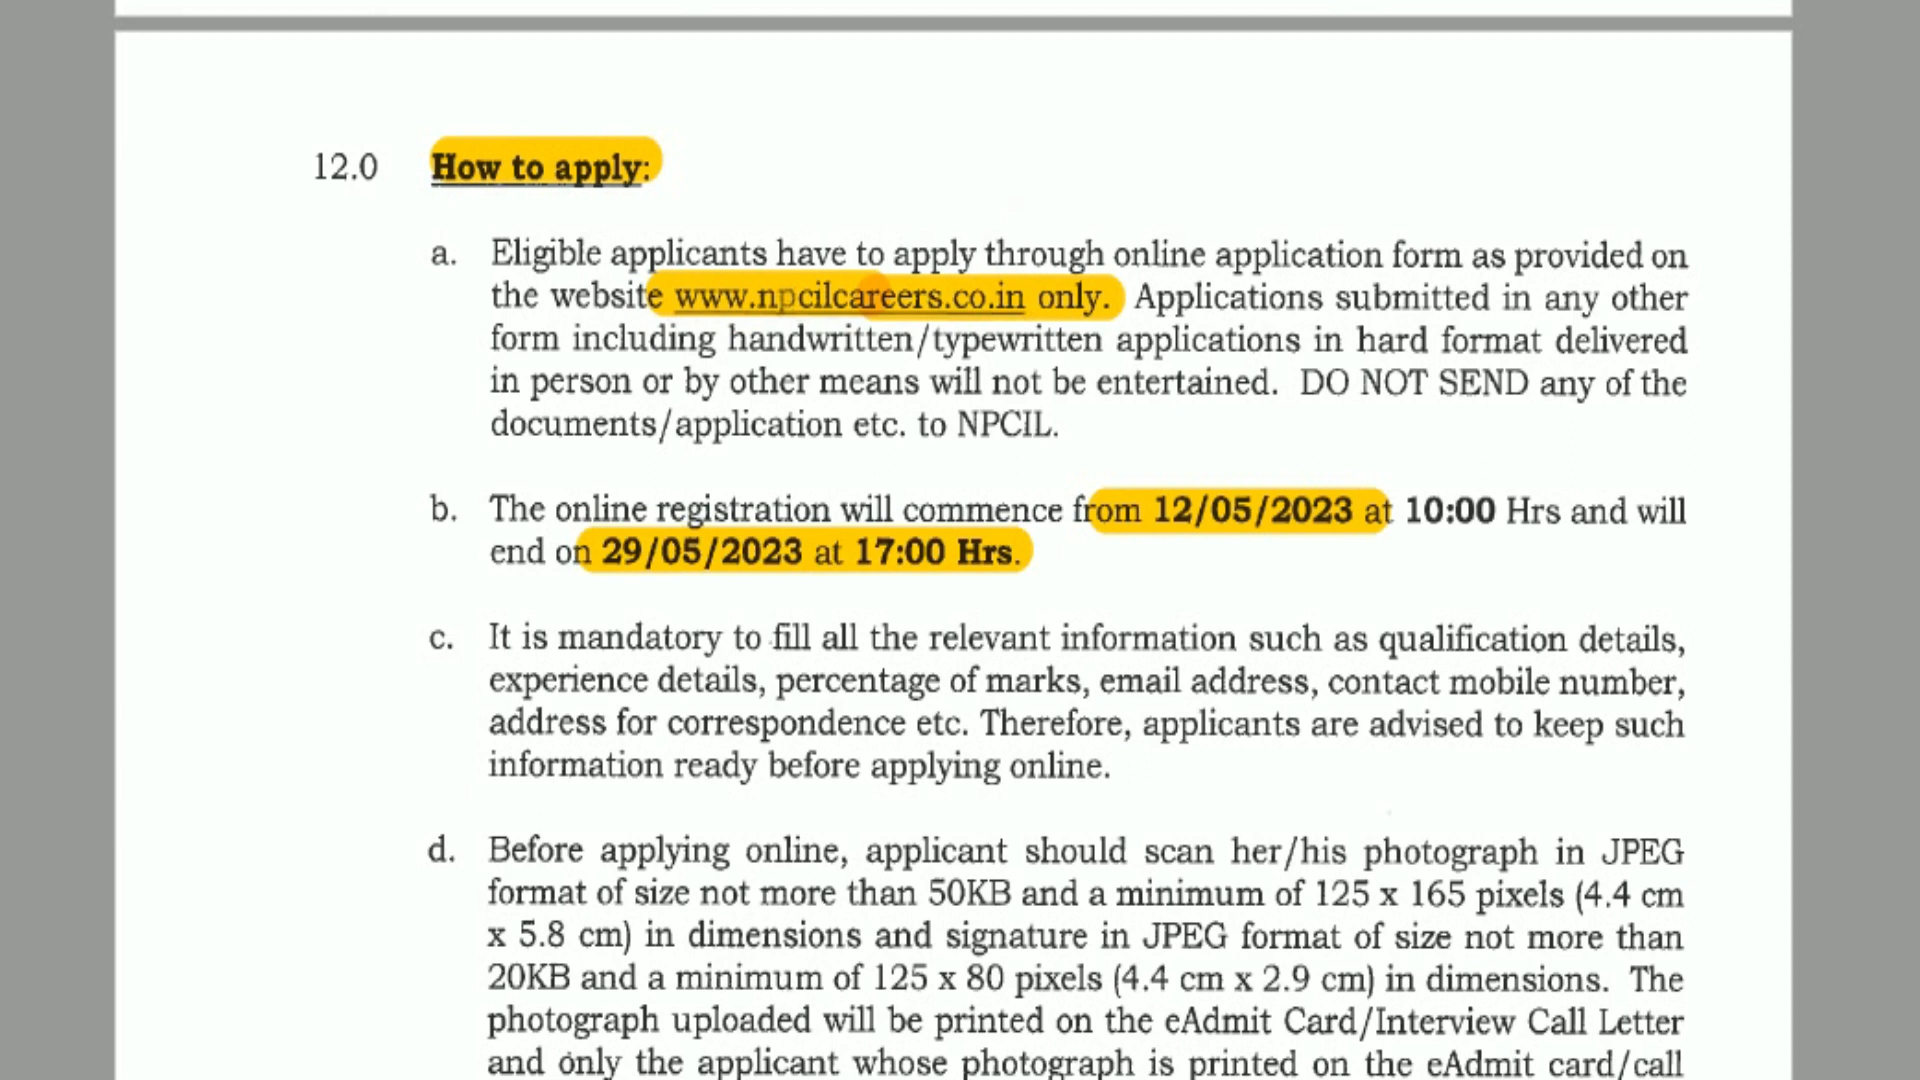 12.0 How to apply:
a. Eligible applicants have to apply through online application form as provided on
the website www.npcilcareers.co.in only. Applications submitted in any other
form including handwritten/typewritten applications in hard format delivered
in person or by other means will not be entertained. DO NOT SEND any of the
documents/application etc. to NPCIL.
b. The online registration will commence from 12/05/2023 at 10:00 Hrs and will
end on 29/05/2023 at 17:00 Hrs.
c. It is mandatory to fill all the relevant information such as qualification details,
experience details, percentage of marks, email address, contact mobile number,
address for correspondence etc. Therefore, applicants are advised to keep such
information ready before applying online.
d. Before applying online, applicant should scan her/his photograph in JPEG
format of size not more than 50KB and a minimum of 125 x 165 pixels (4.4 cm
x 5.8 cm) in dimensions and signature in JPEG format of size not more than
20KB and a minimum of 125 x 80 pixels (4.4 cm x 2.9 cm) in dimensions. The
photograph uploaded will be printed on the eAdmit Card/Interview Call Letter
and only the applicant whose photograph is printed on the eAdmit card/call